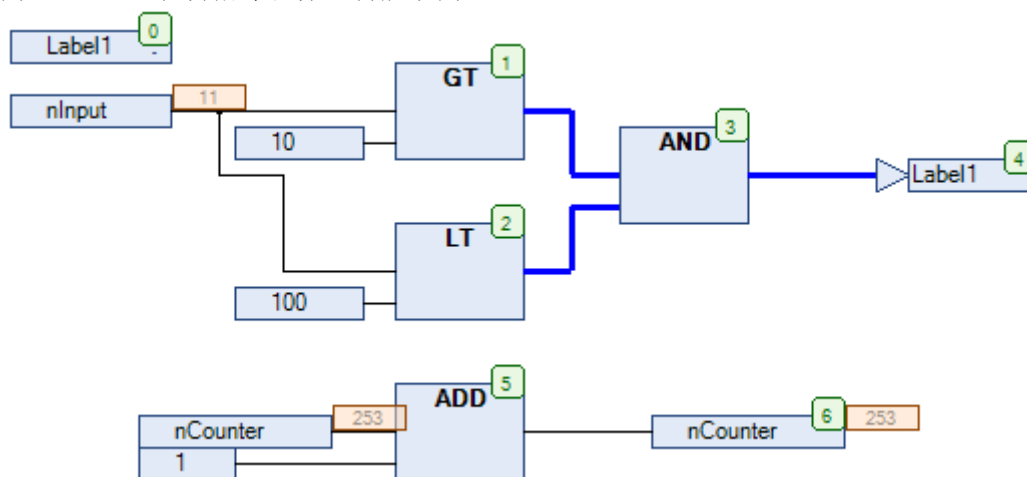 0
Label1 :
11
1
GT
nInput
10
3
AND
4
Label1
2
LT
100
5
ADD
253
nCounter
1
6
nCounter
253